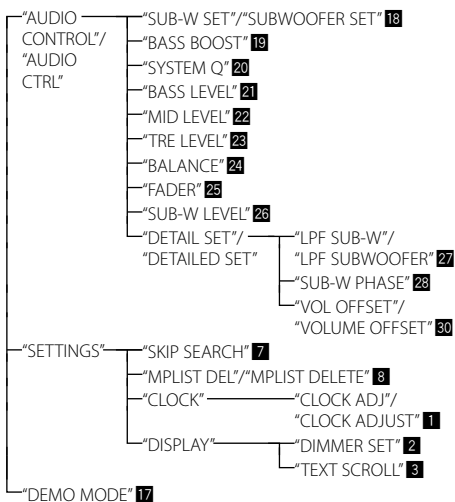 “AUDIO CONTROL”/ “AUDIO CTRL”
“SUB-W SET”/“SUBWOOFER SET” 18
“BASS BOOST” 19
“SYSTEM Q” 20
“BASS LEVEL” 21
“MID LEVEL” 22
“TRE LEVEL” 23
“BALANCE” 24
“FADER” 25
“SUB-W LEVEL” 26
“DETAIL SET”/
“DETAILED SET”
“LPF SUB-W”/
“LPF SUBWOOFER” 27
“SUB-W PHASE” 28
“VOL OFFSET”/
“VOLUME OFFSET” 30
“SETTINGS”
“SKIP SEARCH” 7
“MPLIST DEL”/“MPLIST DELETE” 8
“CLOCK”
“CLOCK ADJ”/
“CLOCK ADJUST” 1
“DISPLAY”
“DIMMER SET” 2
“TEXT SCROLL” 3
“DEMO MODE” 17